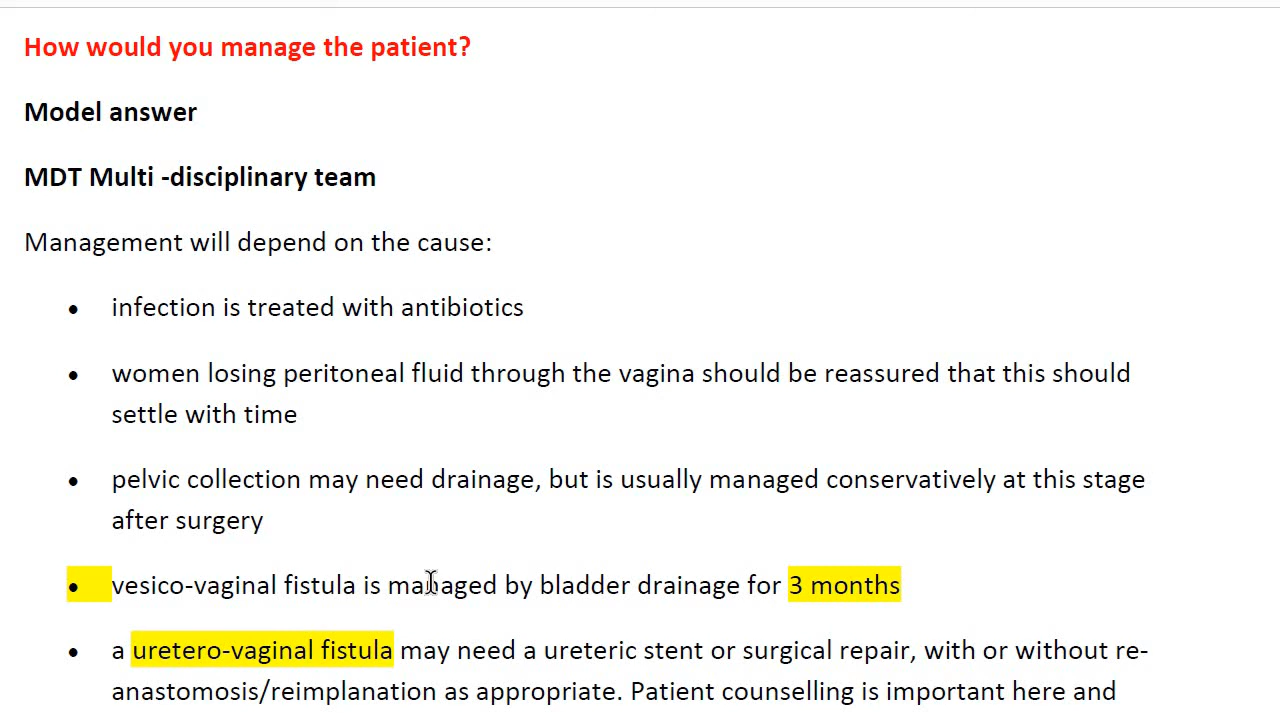 How would you manage the patient?
Model answer
MDT Multi -disciplinary team
Management will depend on the cause:
• infection is treated with antibiotics
• women losing peritoneal fluid through the vagina should be reassured that this should
settle with time
• pelvic collection may need drainage, but is usually managed conservatively at this stage
after surgery
• vesico-vaginal fistula is managed by bladder drainage for 3 months
• a uretero-vaginal fistula may need a ureteric stent or surgical repair, with or without re-
anastomosis/reimplanation as appropriate. Patient counselling is important here and